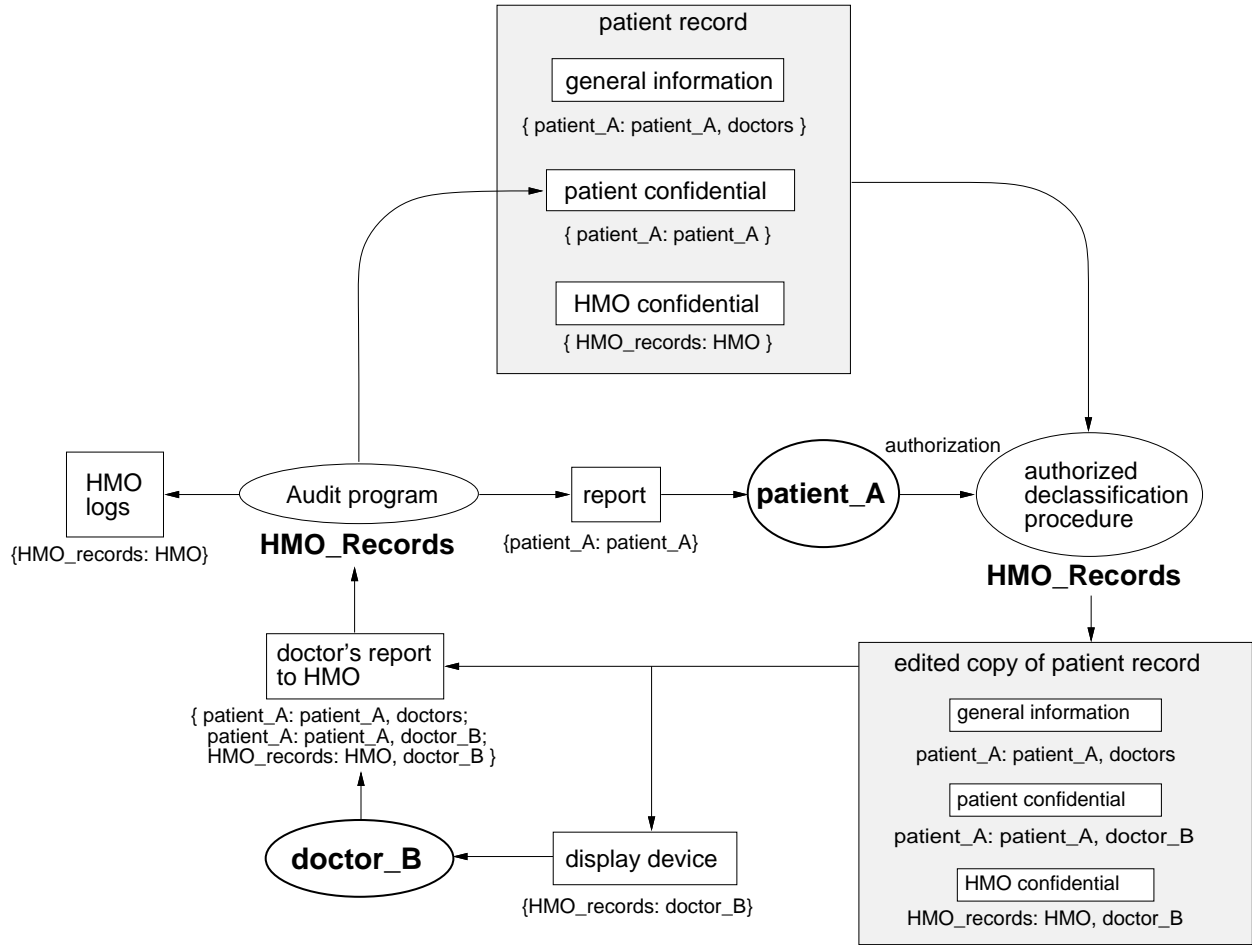 patient record
general information
{ patient_A: patient_A, doctors }
patient confidential
{ patient_A: patient_A }
HMO confidential
{ HMO_records: HMO }
HMO
logs
{HMO_records: HMO}
Audit program
HMO_Records
report
{patient_A: patient_A}
patient_A
authorization
authorized
declassification
procedure
HMO_Records
doctor's report
to HMO
{ patient_A: patient_A, doctors;
patient_A: patient_A, doctor_B;
HMO_records: HMO, doctor_B }
doctor_B
display device
{HMO_records: doctor_B}
edited copy of patient record
general information
patient_A: patient_A, doctors
patient confidential
patient_A: patient_A, doctor_B
HMO confidential
HMO_records: HMO, doctor_B